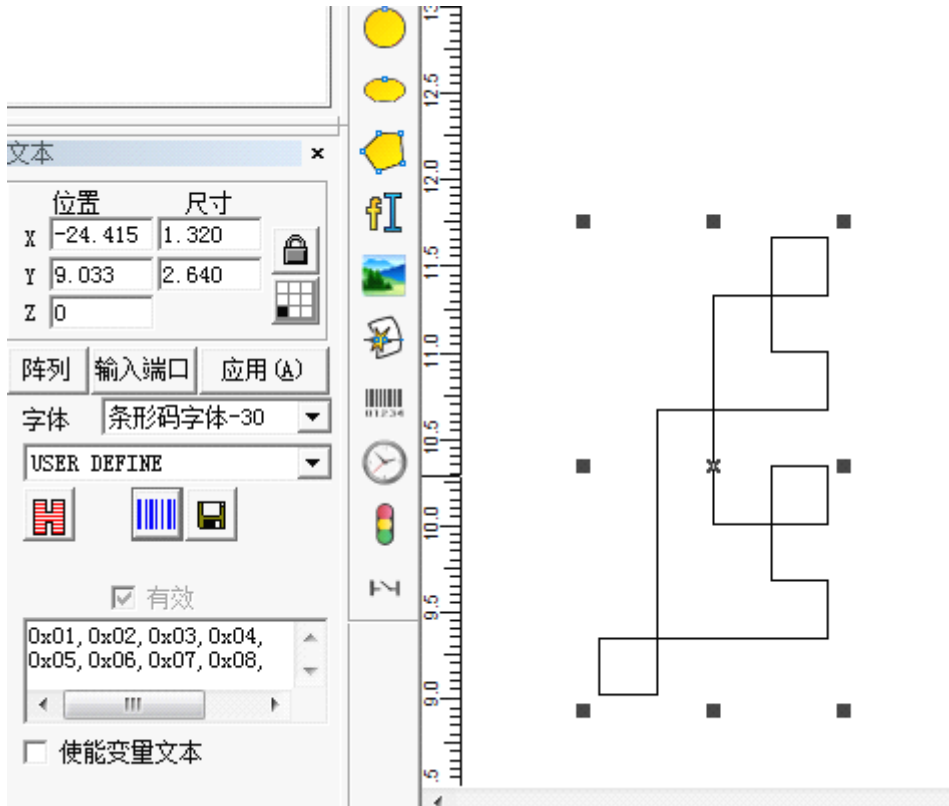 文本
位置 尺寸
X -24.415 1.320
Y 9.033 2.640
Z 0
阵列 输入端口 应用(A)
字体 条形码字体-30
USER DEFINE
有效
0x01, 0x02, 0x03, 0x04,
0x05, 0x06, 0x07, 0x08,
使能变量文本
f
01234
12.5
12.0
11.5
11.0
10.5
10.0
9.5
9.0